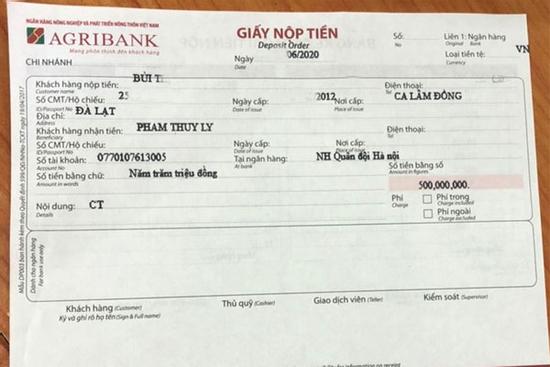 NGÂN HÀNG NÔNG NGHIỆP VÀ PHÁT TRIỂN NÔNG THÔN VIỆT NAM
AGRIBANK
Mang phồn thịnh đến khách hàng
CHI NHÁNH
GIẤY NỘP TIỀN
Deposit Order
Ngày 06/2020
Date
Số: Liên 1: Ngân hàng
No Original Bank
Loại tiền tệ: VN
Currency
Khách hàng nộp tiền: BÙI T
Customer name
Điện thoại:
Tel
Số CMT/Hộ chiếu: 25 Ngày cấp: 2012 Nơi cấp: CA LÂM ĐỒNG
ID/Passport No Date of issue Place of issue
Địa chỉ: ĐÀ LẠT
Address
Khách hàng nhận tiền: PHAM THUY LY Điện thoại:
Beneficiary Tel
Số CMT/Hộ chiếu: Ngày cấp: Nơi cấp:
ID/Passport No Date of issue Place of issue
Số tài khoản: 0770107613005 Tại ngân hàng: NH Quân đội Hà nội
Account No At bank
Số tiền bằng chữ: Năm trăm triệu đồng
Amount in words
Số tiền bằng số
Amount in figures
500,000,000.
Nội dung: CT
Details
Phí Phí trong
Charge Charge included
Phí ngoài
Charge excluded
Dành cho ngân hàng
For bank use only
Khách hàng (Customer) Thủ quỹ (Cashier) Giao dịch viên (Teller) Kiểm soát (Supervisor)
Ký và ghi rõ họ tên (Sign & Full name)